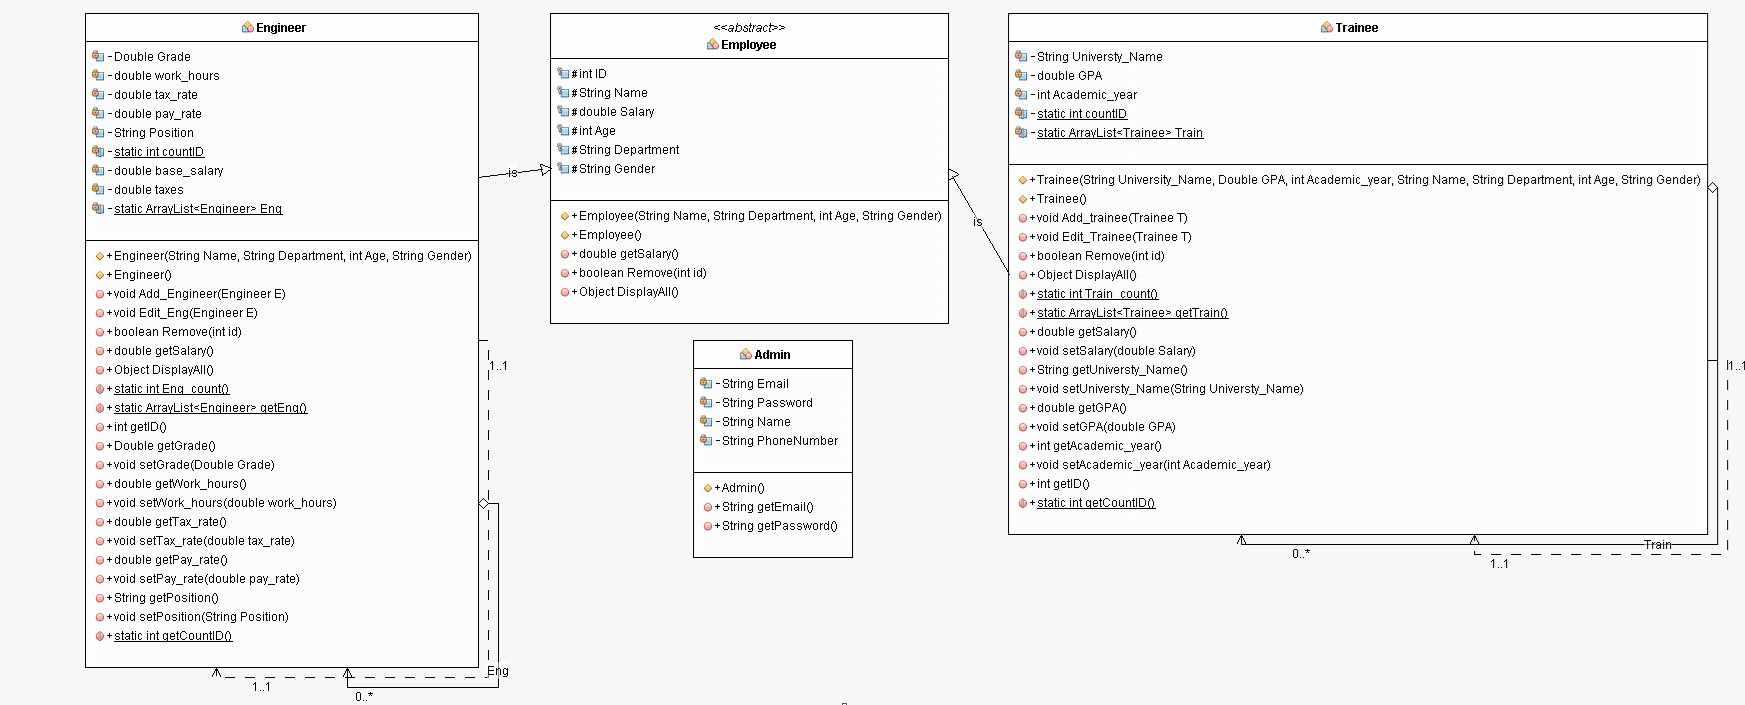 Engineer
- Double Grade
- double work_hours
- double tax_rate
- double pay_rate
- String Position
- static int countID
- double base_salary
- double taxes
- static ArrayList<Engineer> Eng
+ Engineer(String Name, String Department, int Age, String Gender)
+ Engineer()
+ void Add_Engineer(Engineer E)
+ void Edit_Eng(Engineer E)
+ boolean Remove(int id)
+ double getSalary()
+ Object DisplayAll()
+ static int Eng_count()
+ static ArrayList<Engineer> getEng()
+ int getID()
+ Double getGrade()
+ void setGrade(Double Grade)
+ double getWork_hours()
+ void setWork_hours(double work_hours)
+ double getTax_rate()
+ void setTax_rate(double tax_rate)
+ double getPay_rate()
+ void setPay_rate(double pay_rate)
+ String getPosition()
+ void setPosition(String Position)
+ static int getCountID()
1..1
Eng
1..1
0..*
is
<<abstract>>
Employee
# int ID
# String Name
# double Salary
# int Age
# String Department
# String Gender
+ Employee(String Name, String Department, int Age, String Gender)
+ Employee()
+ double getSalary()
+ boolean Remove(int id)
+ Object DisplayAll()
is
Admin
- String Email
- String Password
- String Name
- String PhoneNumber
+ Admin()
+ String getEmail()
+ String getPassword()
Trainee
- String Universty_Name
- double GPA
- int Academic_year
- static int countID
- static ArrayList<Trainee> Train
+ Trainee(String University_Name, Double GPA, int Academic_year, String Name, String Department, int Age, String Gender)
+ Trainee()
+ void Add_trainee(Trainee T)
+ void Edit_Trainee(Trainee T)
+ boolean Remove(int id)
+ Object DisplayAll()
+ static int Train_count()
+ static ArrayList<Trainee> getTrain()
+ double getSalary()
+ void setSalary(double Salary)
+ String getUniversty_Name()
+ void setUniversty_Name(String Universty_Name)
+ double getGPA()
+ void setGPA(double GPA)
+ int getAcademic_year()
+ void setAcademic_year(int Academic_year)
+ int getID()
+ static int getCountID()
1..1
Train
0..*
1..1